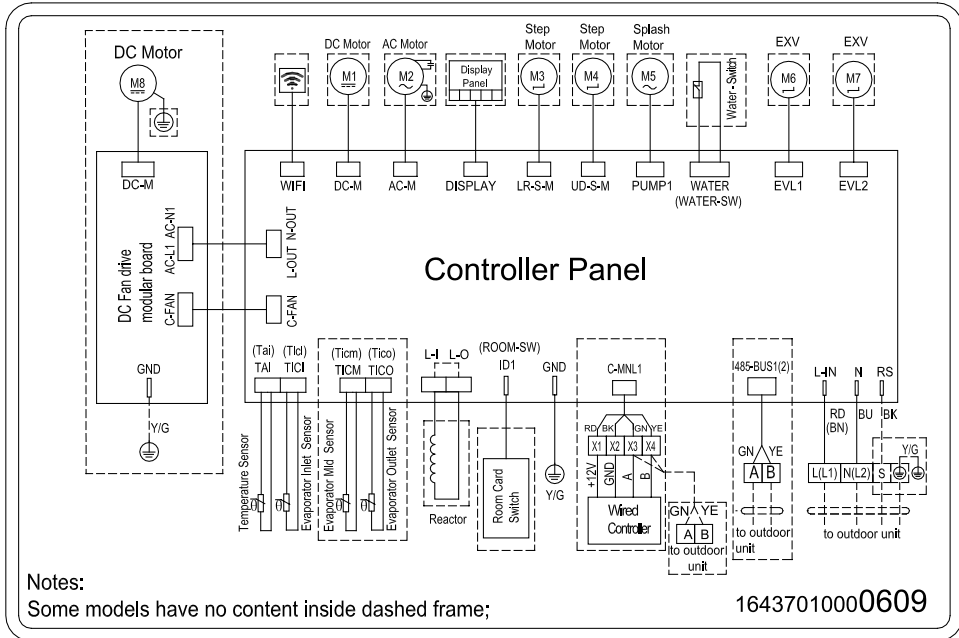 DC Motor
M8
DC-M
AC-L1 AC-N1
C-FAN
DC Fan drive
modular board
GND
Y/G
DC Motor
M1
AC Motor
M2
Display
Panel
Step
Motor
M3
Step
Motor
M4
Splash
Motor
M5
Water-Switch
EXV
M6
EXV
M7
WIFI
DC-M
AC-M
DISPLAY
LR-S-M
UD-S-M
PUMP1
WATER
(WATER-SW)
EVL1
EVL2
L-OUT N-OUT
C-FAN
Controller Panel
(Tai)
TAI
(TIcI)
TICI
(Ticm)
TICM
(Tico)
TICO
L-I L-O
(ROOM-SW)
ID1
GND
C-MNL1
485-BUS1(2)
L-IN N RS
Temperature Sensor
Evaporator Inlet Sensor
Evaporator Mld Sensor
Evaporator Outlet Sensor
Reactor
Room Card
Switch
Y/G
RD BK GN YE
X1 X2 X3 X4
+12V GND A B
Wired
Controller
GN YE
A B
to outdoor
unit
GN YE
A B
to outdoor
unit
RD
(BN)
BU BK
Y/G
L(L1) N(L2) S
to outdoor unit
Notes:
Some models have no content inside dashed frame;
16437010000609